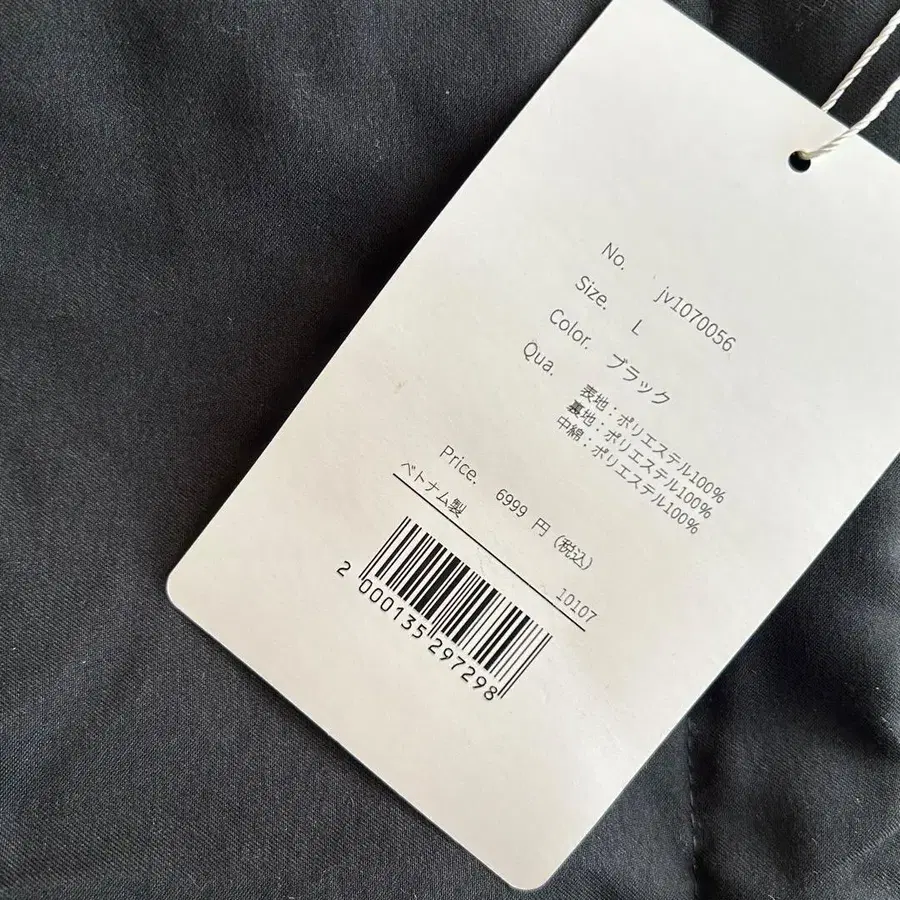 No. jv1070056
Size. L
Color. ブラック
Qua. 表地:ポリエステル100%
裏地:ポリエステル100%
中綿:ポリエステル100%
Price. 6999 円 (税込)
ベトナム製 10107
2 000135 297298